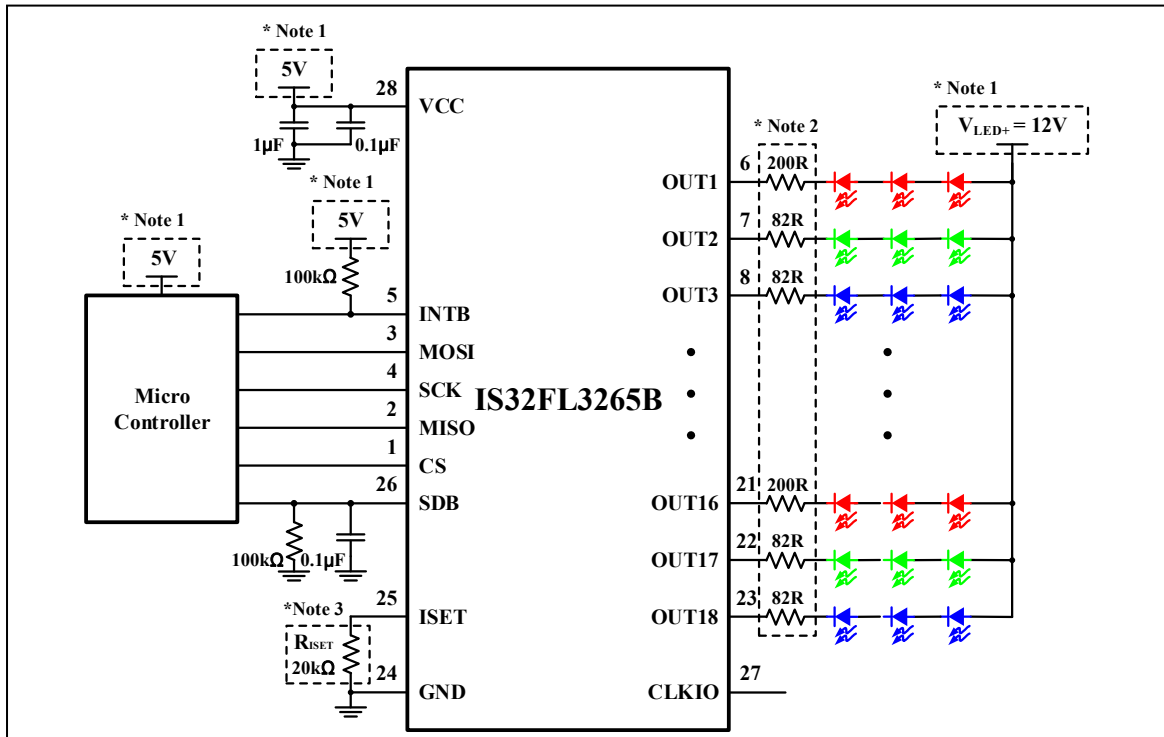 * Note 1
5V
28
VCC
1µF
0.1µF
* Note 1
VLED+ = 12V
* Note 2
6
200R
OUT1
7
82R
OUT2
8
82R
OUT3
* Note 1
5V
100kΩ
* Note 1
5V
5
INTB
3
MOSI
4
SCK
2
MISO
1
CS
26
SDB
Micro
Controller
IS32FL3265B
100kΩ
0.1µF
21
200R
OUT16
22
82R
OUT17
23
82R
OUT18
*Note 3
25
ISET
RISET
20kΩ
24
GND
27
CLKIO